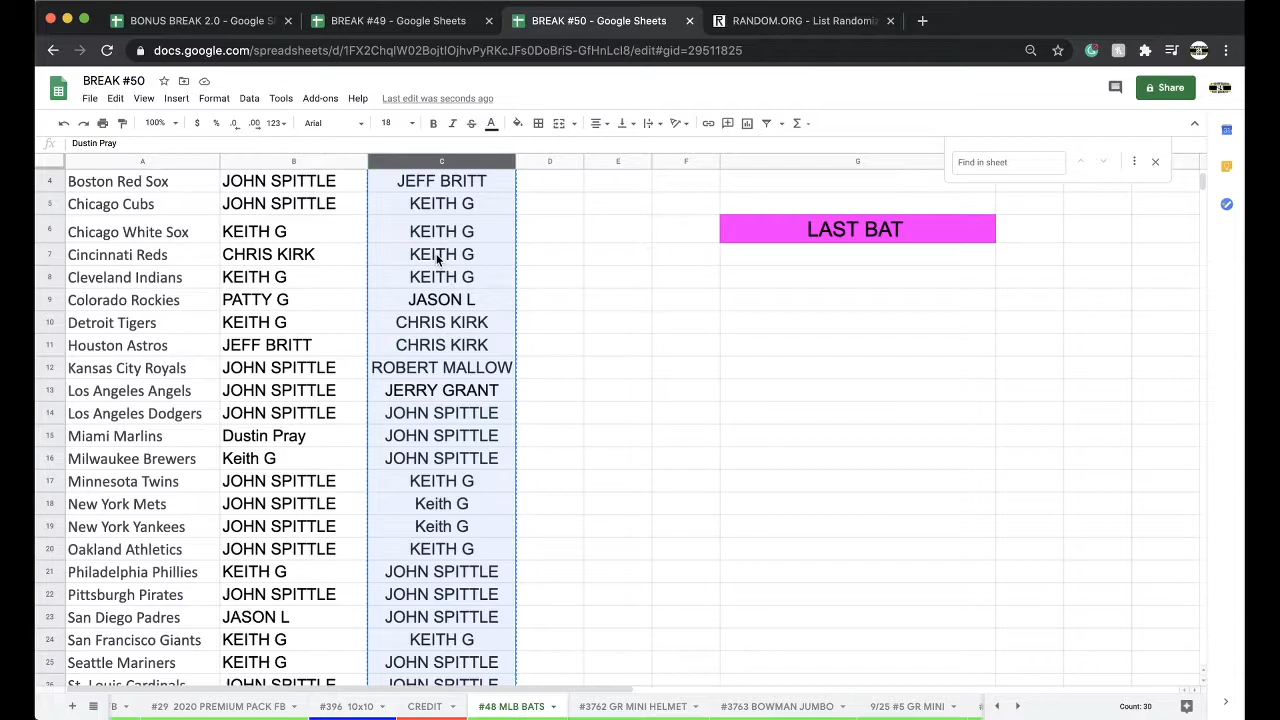 BONUS BREAK 2.0 - Google Sh
BREAK #49 - Google Sheets
BREAK #50 - Google Sheets
RANDOM.ORG - List Randomiz
docs.google.com/spreadsheets/d/1FX2ChqIW02BojtIOjhvPyRKcJFs0DoBriS-GfHnLcI8/edit#gid=29511825
BREAK #50
File Edit View Insert Format Data Tools Add-ons Help Last edit was seconds ago
Share
100% $ % .0 .00 123 Arial 18 B I S A
fx Dustin Pray
Find in sheet
A B C D E F G
4 Boston Red Sox JOHN SPITTLE JEFF BRITT
5 Chicago Cubs JOHN SPITTLE KEITH G
6 Chicago White Sox KEITH G KEITH G LAST BAT
7 Cincinnati Reds CHRIS KIRK KEITH G
8 Cleveland Indians KEITH G KEITH G
9 Colorado Rockies PATTY G JASON L
10 Detroit Tigers KEITH G CHRIS KIRK
11 Houston Astros JEFF BRITT CHRIS KIRK
12 Kansas City Royals JOHN SPITTLE ROBERT MALLOW
13 Los Angeles Angels JOHN SPITTLE JERRY GRANT
14 Los Angeles Dodgers JOHN SPITTLE JOHN SPITTLE
15 Miami Marlins Dustin Pray JOHN SPITTLE
16 Milwaukee Brewers Keith G JOHN SPITTLE
17 Minnesota Twins JOHN SPITTLE KEITH G
18 New York Mets JOHN SPITTLE Keith G
19 New York Yankees JOHN SPITTLE Keith G
20 Oakland Athletics JOHN SPITTLE KEITH G
21 Philadelphia Phillies KEITH G JOHN SPITTLE
22 Pittsburgh Pirates JOHN SPITTLE JOHN SPITTLE
23 San Diego Padres JASON L JOHN SPITTLE
24 San Francisco Giants KEITH G KEITH G
25 Seattle Mariners KEITH G JOHN SPITTLE
26 St. Louis Cardinals JOHN SPITTLE JOHN SPITTLE
B #29 2020 PREMIUM PACK FB #396 10x10 CREDIT #48 MLB BATS #3762 GR MINI HELMET #3763 BOWMAN JUMBO 9/25 #5 GR MINI Count: 30